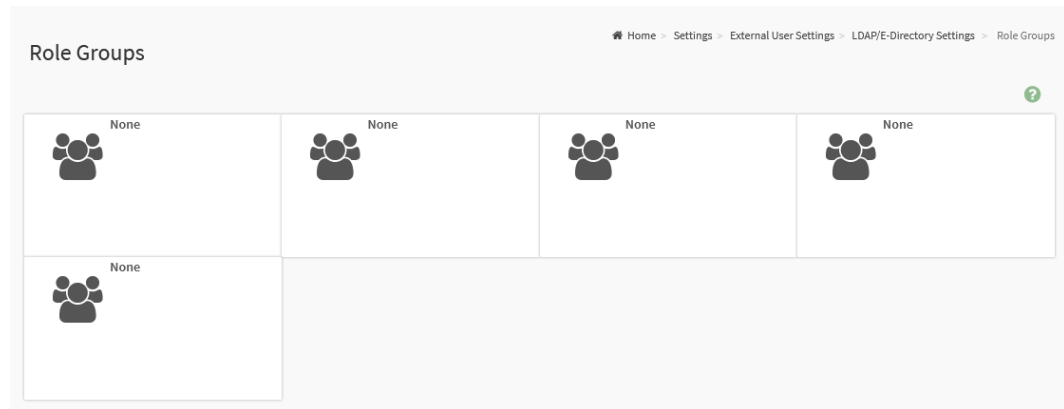 Role Groups
Home > Settings > External User Settings > LDAP/E-Directory Settings > Role Groups
?
None None None None
None